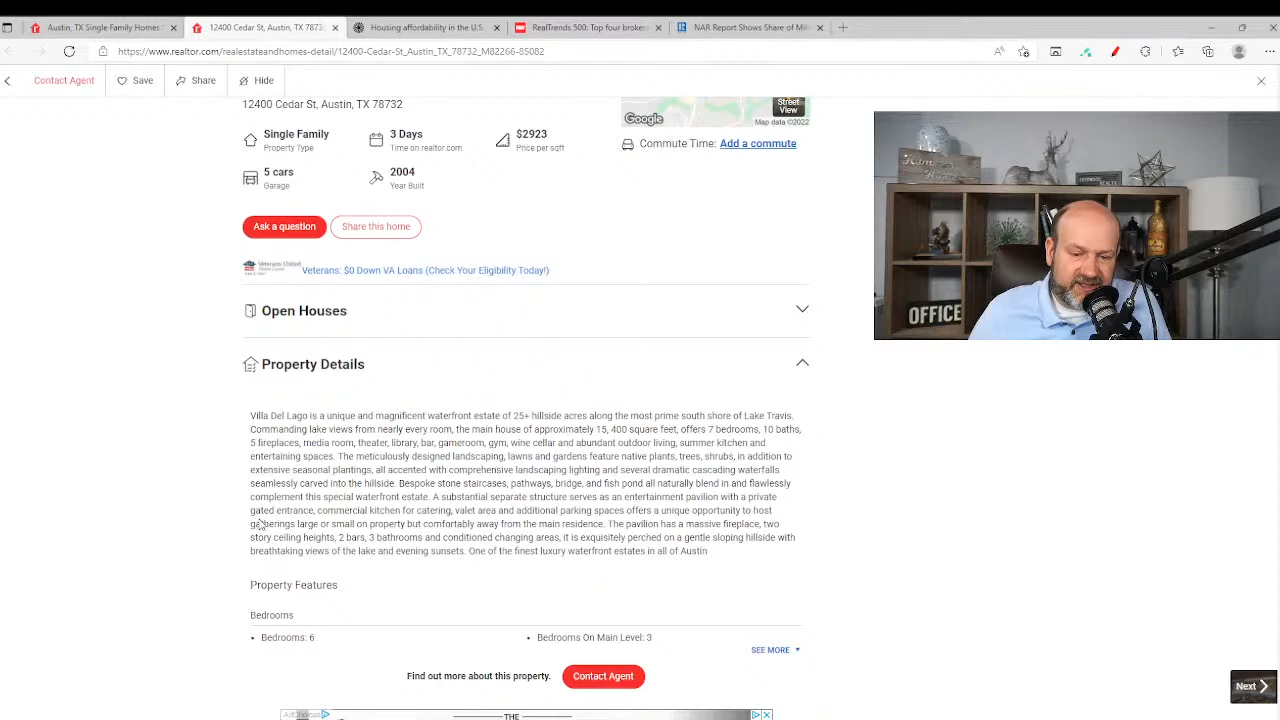 Austin, TX Single Family Homes
12400 Cedar St, Austin, TX 7873
Housing affordability in the U.S.
RealTrends 500: Top four broker
NAR Report Shows Share of Mil
https://www.realtor.com/realestateandhomes-detail/12400-Cedar-St_Austin_TX_78732_M82266-85082
Contact Agent
Save
Share
Hide
12400 Cedar St, Austin, TX 78732
Street
View
Google
Map data ©2022
Single Family
Property Type
3 Days
Time on realtor.com
$2923
Price per sqft
Commute Time: Add a commute
5 cars
Garage
2004
Year Built
Ask a question
Share this home
Veterans United
Veterans: $0 Down VA Loans (Check Your Eligibility Today!)
Open Houses
Property Details
Villa Del Lago is a unique and magnificent waterfront estate of 25+ hillside acres along the most prime south shore of Lake Travis.
Commanding lake views from nearly every room, the main house of approximately 15, 400 square feet, offers 7 bedrooms, 10 baths,
5 fireplaces, media room, theater, library, bar, gameroom, gym, wine cellar and abundant outdoor living, summer kitchen and
entertaining spaces. The meticulously designed landscaping, lawns and gardens feature native plants, trees, shrubs, in addition to
extensive seasonal plantings, all accented with comprehensive landscaping lighting and several dramatic cascading waterfalls
seamlessly carved into the hillside. Bespoke stone staircases, pathways, bridge, and fish pond all naturally blend in and flawlessly
complement this special waterfront estate. A substantial separate structure serves as an entertainment pavilion with a private
gated entrance, commercial kitchen for catering, valet area and additional parking spaces offers a unique opportunity to host
gatherings large or small on property but comfortably away from the main residence. The pavilion has a massive fireplace, two
story ceiling heights, 2 bars, 3 bathrooms and conditioned changing areas, it is exquisitely perched on a gentle sloping hillside with
breathtaking views of the lake and evening sunsets. One of the finest luxury waterfront estates in all of Austin
Property Features
Bedrooms
• Bedrooms: 6
• Bedrooms On Main Level: 3
SEE MORE
Find out more about this property.
Contact Agent
AdChoices
THE
Next
OFFICE